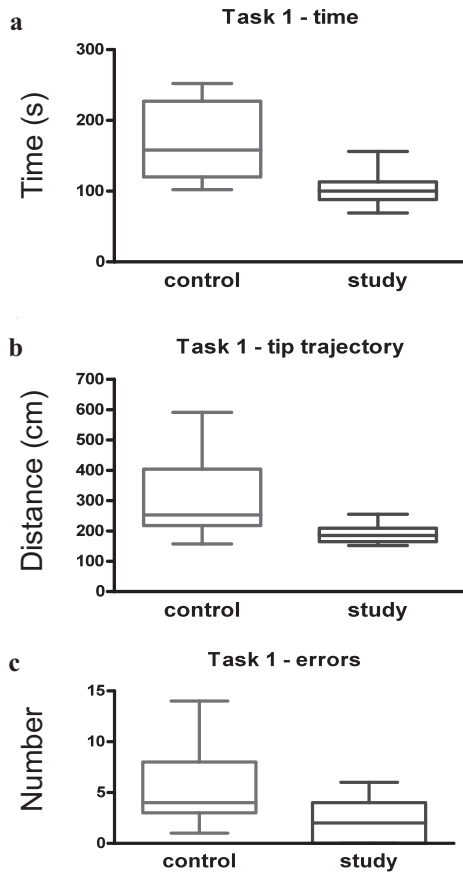 a
Task 1 - time
Time (s)
300
200
100
0
control study
b
Task 1 - tip trajectory
Distance (cm)
700
600
500
400
300
200
100
0
control study
c
Task 1 - errors
Number
15
10
5
0
control study